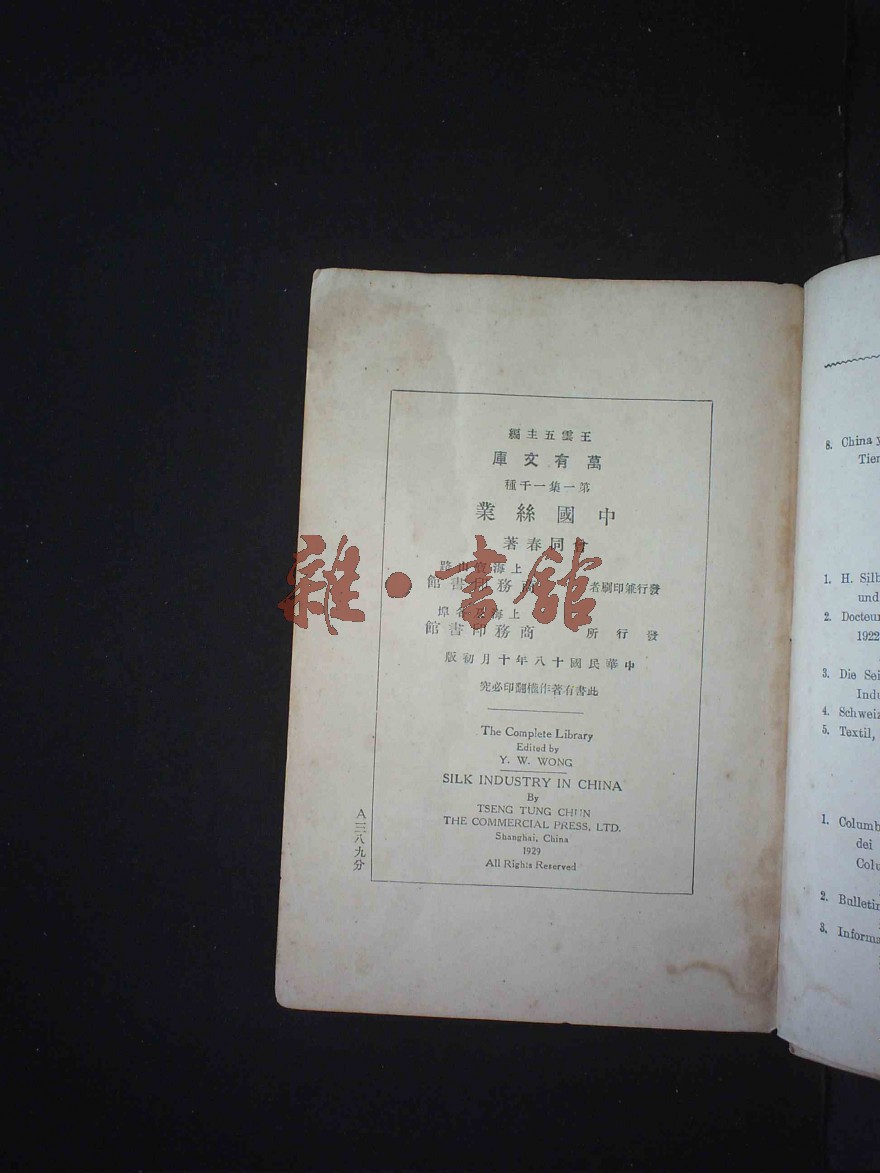 王雲五主編
萬有文庫
第一集一千種
中國絲業
曾同春著
上海寶山路
發行兼印刷者 商務印書館
上海及各埠
發行所 商務印書館
中華民國十八年十月初版
此書有著作權翻印必究
The Complete Library
Edited by
Y. W. WONG
SILK INDUSTRY IN CHINA
By
TSENG TUNG CHUN
THE COMMERCIAL PRESS, LTD.
Shanghai, China
1929
All Rights Reserved
A三八九分
雜·書館
8. China
Tien
1. H. Silb
und
2. Docteur
1922
3. Die Sei
Indu
4. Schweiz
5. Textil,
1. Columb
dei
Colu
2. Bulletin
3. Informa